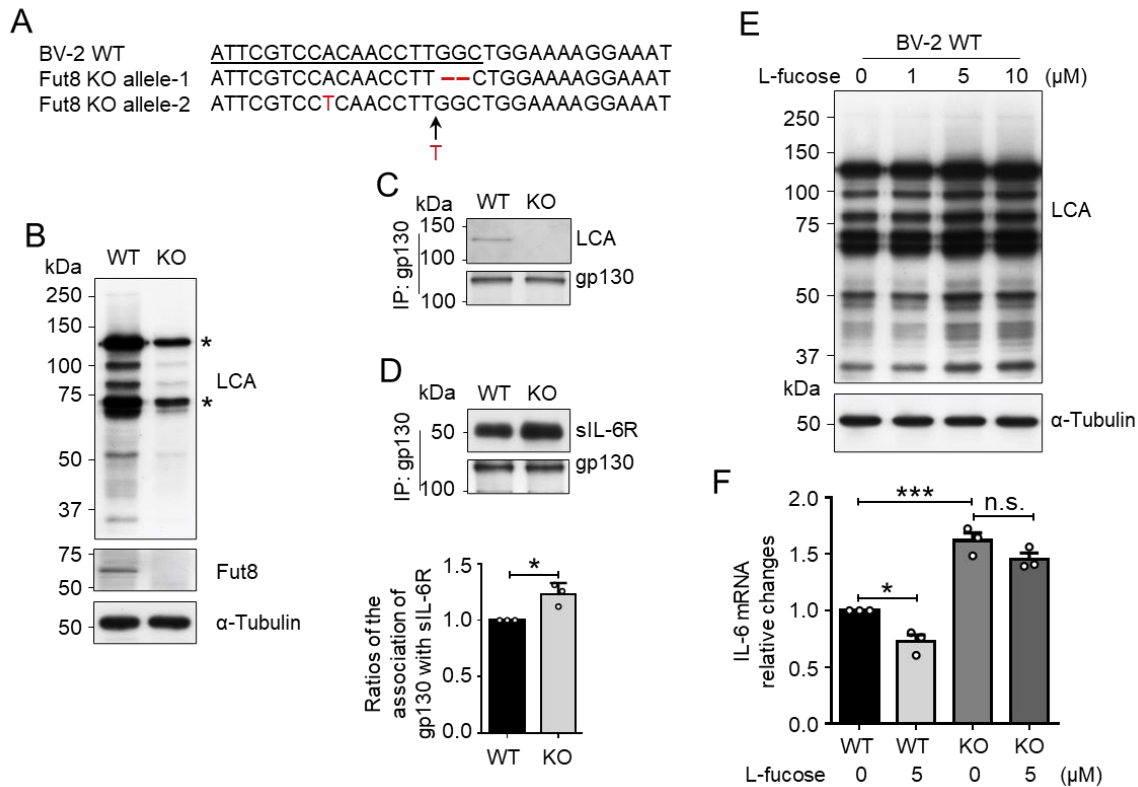 A
BV-2 WT ATTCGTCCACAACCTTGGCTGGAAAAGGAAAT
Fut8 KO allele-1 ATTCGTCCACAACCTT --CTGGAAAAGGAAAT
Fut8 KO allele-2 ATTCGTCCTCAACCTTGGCTGGAAAAGGAAAT
T
B
kDa WT KO
250
150
*
100
LCA
75
*
50
37
75
Fut8
50
50 α-Tubulin
C
kDa WT KO
IP: gp130
150
LCA
100
gp130
100
D
kDa WT KO
IP: gp130
50 sIL-6R
gp130
100
Ratios of the
association of
gp130 with sIL-6R
1.5
1.0
0.5
0.0
*
WT KO
E
BV-2 WT
L-fucose 0 1 5 10 (μM)
250
150
100
LCA
75
50
37
kDa
50 α-Tubulin
F
IL-6 mRNA
relative changes
2.0
1.5
1.0
0.5
0.0
***
n.s.
*
WT WT KO KO
L-fucose 0 5 0 5 (μM)